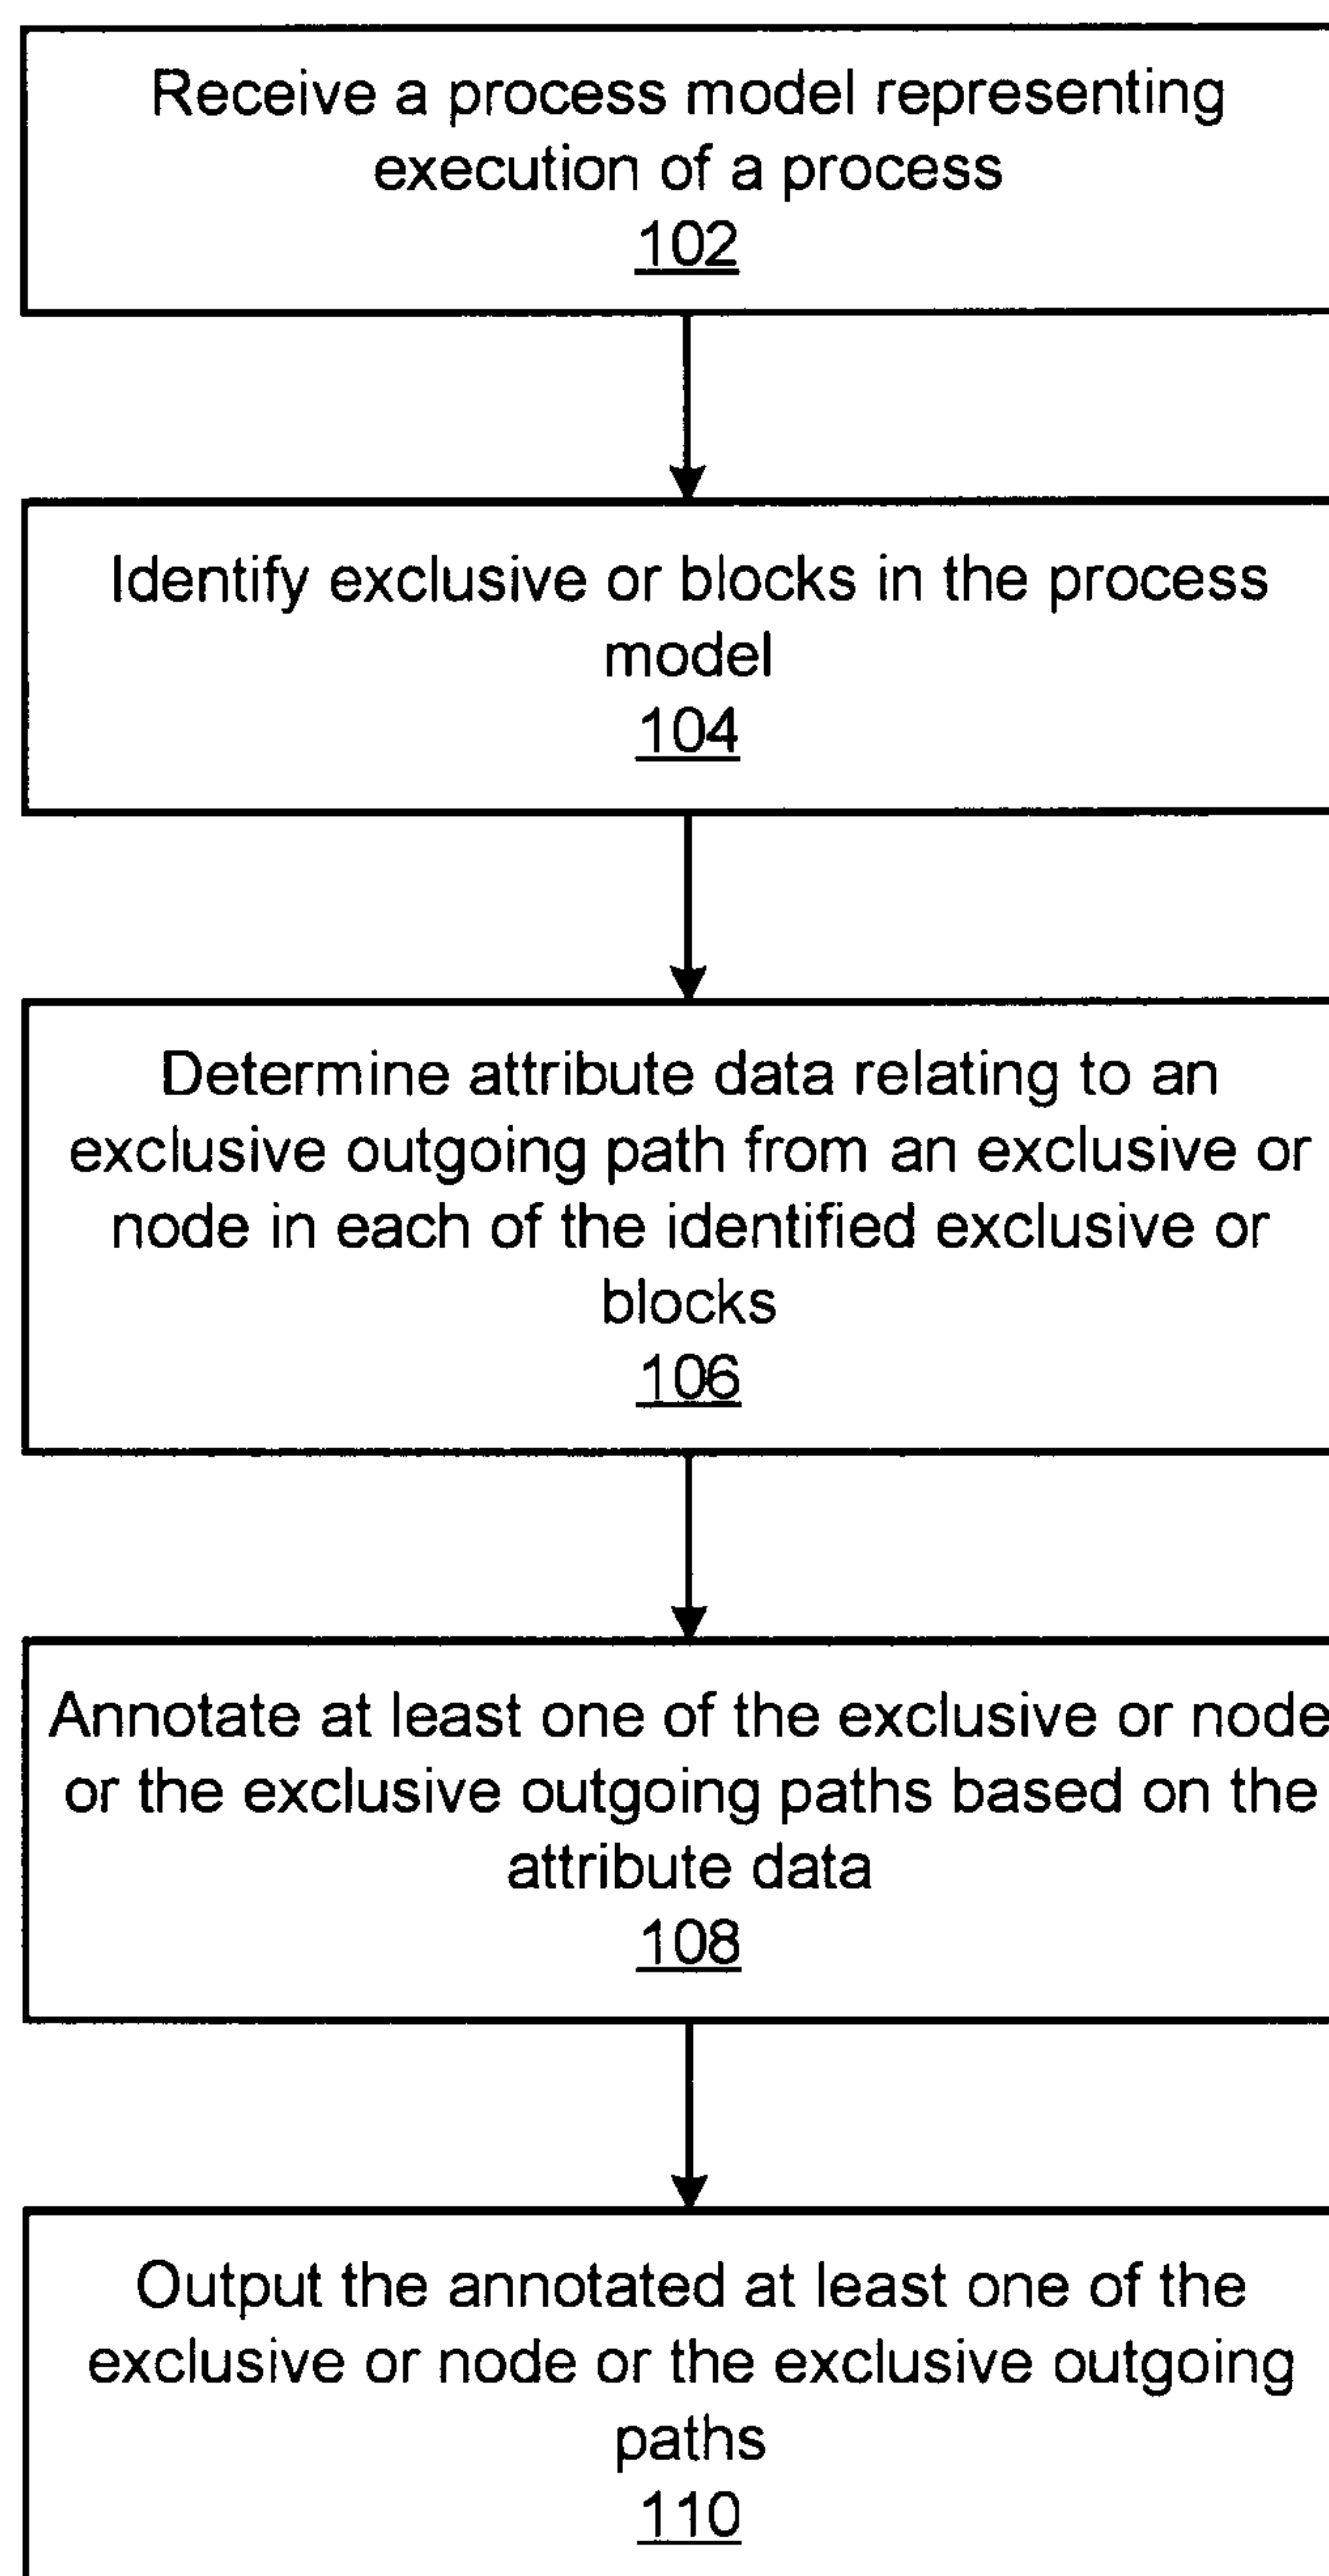 Receive a process model representing
execution of a process
102
Identify exclusive or blocks in the process
model
104
Determine attribute data relating to an
exclusive outgoing path from an exclusive or
node in each of the identified exclusive or
blocks
106
Annotate at least one of the exclusive or node
or the exclusive outgoing paths based on the
attribute data
108
Output the annotated at least one of the
exclusive or node or the exclusive outgoing
paths
110